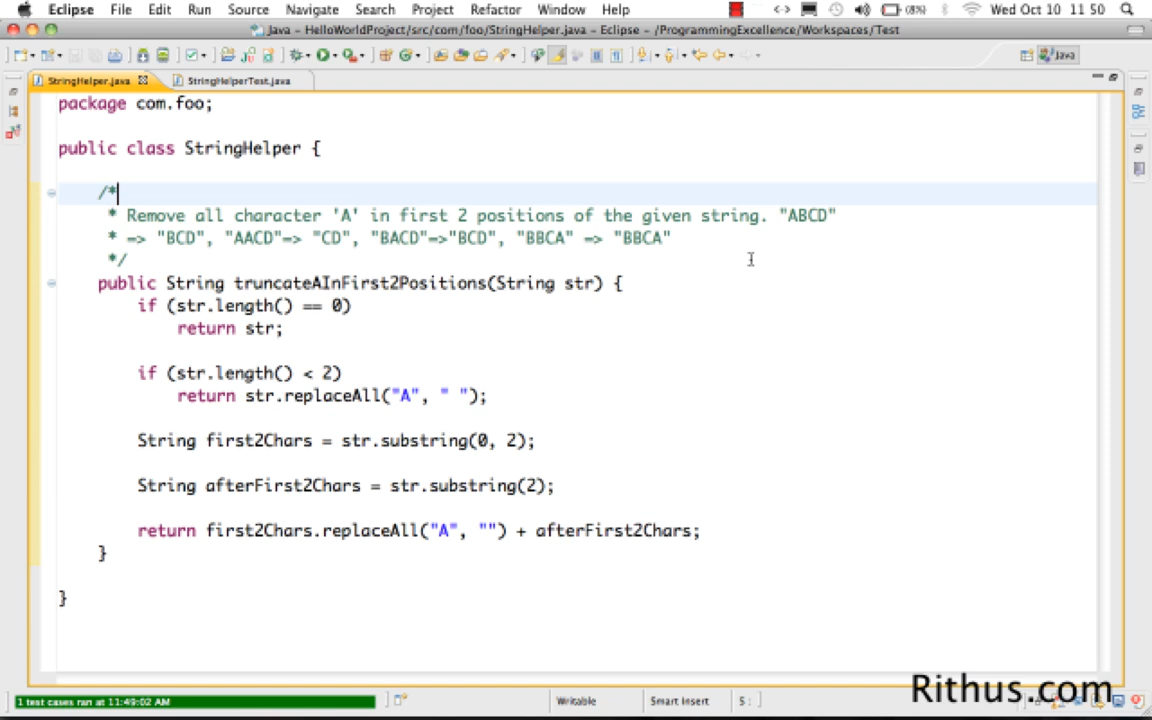 Eclipse File Edit Run Source Navigate Search Project Refactor Window Help (8%) Wed Oct 10 11 50
Java – HelloWorldProject/src/com/foo/StringHelper.java – Eclipse – /ProgrammingExcellence/Workspaces/Test
Java
StringHelper.java StringHelperTest.java
package com.foo;
public class StringHelper {
/*
* Remove all character 'A' in first 2 positions of the given string. "ABCD"
* => "BCD", "AACD"=> "CD", "BACD"=>"BCD", "BBCA" => "BBCA"
*/
public String truncateAInFirst2Positions(String str) {
if (str.length() == 0)
return str;
if (str.length() < 2)
return str.replaceAll("A", " ");
String first2Chars = str.substring(0, 2);
String afterFirst2Chars = str.substring(2);
return first2Chars.replaceAll("A", "") + afterFirst2Chars;
}
}
1 test cases ran at 11:49:02 AM Writable Smart Insert 5 :
Rithus.com